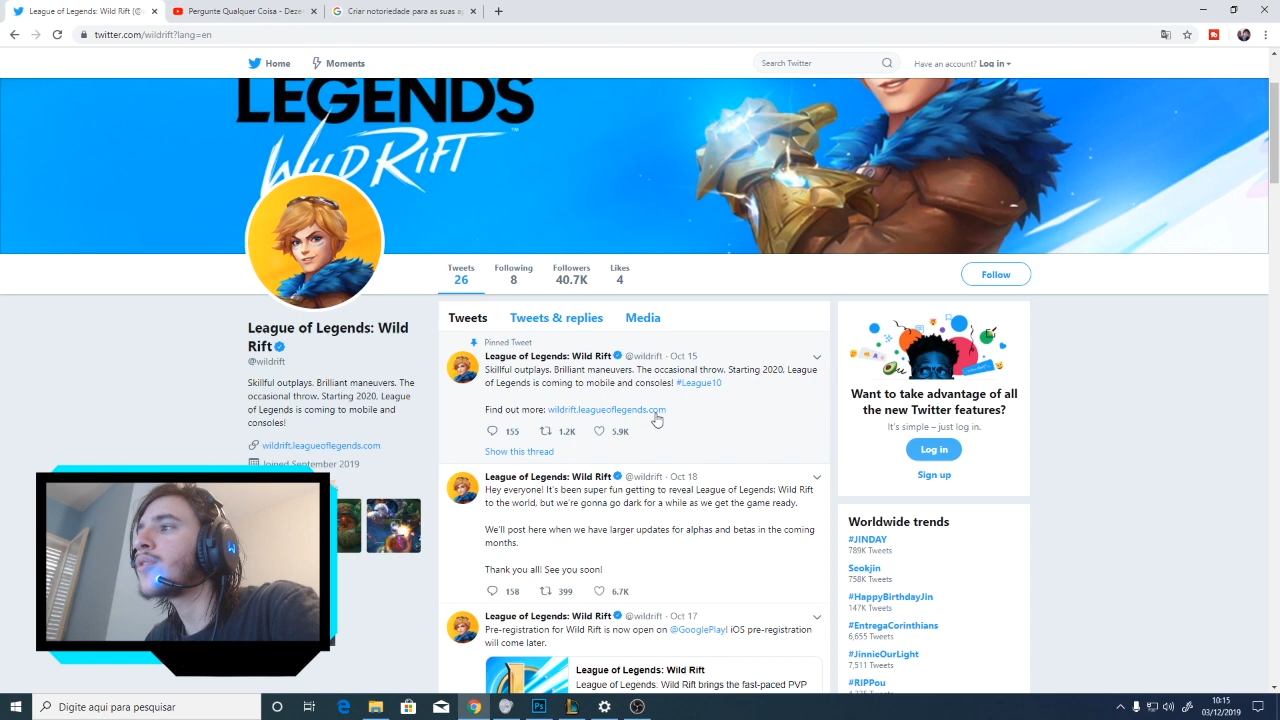 League of Legends: Wild Rift (@
Pergunte Qualquer Coisa - Dezem
Criar notoriedade para as suas ap
twitter.com/wildrift?lang=en
Home
Moments
Search Twitter
Have an account? Log in
LEGENDS
WILD RIFT™
Tweets
26
Following
8
Followers
40.7K
Likes
4
Follow
League of Legends: Wild
Rift
@wildrift
Skillful outplays. Brilliant maneuvers. The
occasional throw. Starting 2020, League
of Legends is coming to mobile and
consoles!
wildrift.leagueoflegends.com
Joined September 2019
Tweets
Tweets & replies
Media
Pinned Tweet
League of Legends: Wild Rift @wildrift · Oct 15
Skillful outplays. Brilliant maneuvers. The occasional throw. Starting 2020, League
of Legends is coming to mobile and consoles! #League10
Find out more: wildrift.leagueoflegends.com
155 1.2K 5.9K
Show this thread
League of Legends: Wild Rift @wildrift · Oct 18
Hey everyone! It's been super fun getting to reveal League of Legends: Wild Rift
to the world, but we're gonna go dark for a while as we get the game ready.
We'll post here when we have larger updates for alphas and betas in the coming
months.
Thank you all! See you soon!
158 399 6.7K
League of Legends: Wild Rift @wildrift · Oct 17
Pre-registration for Wild Rift is now open on @GooglePlay! iOS pre-registration
will come later.
League of Legends: Wild Rift
League of Legends: Wild Rift brings the fast-paced PVP
Want to take advantage of all
the new Twitter features?
It's simple – just log in.
Log in
Sign up
Worldwide trends
#JINDAY
789K Tweets
Seokjin
758K Tweets
#HappyBirthdayJin
147K Tweets
#EntregaCorinthians
6,655 Tweets
#JinnieOurLight
7,511 Tweets
#RIPPou
Digite aqui para pesquisar
10:15
03/12/2019